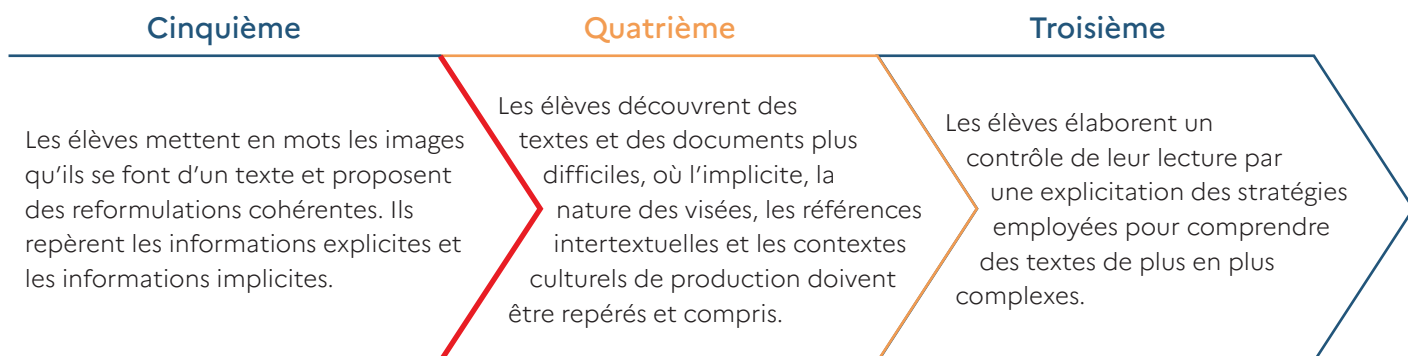 Cinquième
Les élèves mettent en mots les images
qu’ils se font d’un texte et proposent
des reformulations cohérentes. Ils
repèrent les informations explicites et
les informations implicites.
Quatrième
Les élèves découvrent des
textes et des documents plus
difficiles, où l’implicite, la
nature des visées, les références
intertextuelles et les contextes
culturels de production doivent
être repérés et compris.
Troisième
Les élèves élaborent un
contrôle de leur lecture par
une explicitation des stratégies
employées pour comprendre
des textes de plus en plus
complexes.